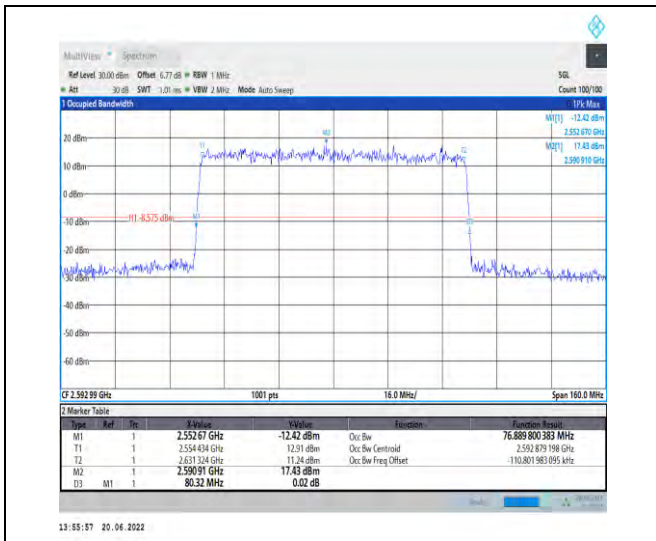 MultiView Spectrum
Ref Level 30.00 dBm Offset 6.77 dB RBW 1 MHz SGL
Att 30 dB SWT 1.01 ms VBW 2 MHz Mode Auto Sweep Count 100/100
1 Occupied Bandwidth 1Pk Max
M1[1] -12.42 dBm
2.552 670 GHz
M2[1] 17.43 dBm
2.590 910 GHz
20 dBm
10 dBm
0 dBm
-10 dBm
-20 dBm
-30 dBm
-40 dBm
-50 dBm
-60 dBm
H1 -8.575 dBm
M1
M2
CF 2.592 99 GHz 1001 pts 16.0 MHz/ Span 160.0 MHz
2 Marker Table
Type Ref Trc X-Value Y-Value Function Function Result
M1 1 2.552 67 GHz -12.42 dBm Occ Bw 76.889 800 383 MHz
T1 1 2.554 434 GHz 12.91 dBm Occ Bw Centroid 2.592 879 198 GHz
T2 1 2.631 324 GHz 11.24 dBm Occ Bw Freq Offset -110.801 983 095 kHz
M2 1 2.590 91 GHz 17.43 dBm
D3 M1 1 80.32 MHz 0.02 dB
13:55:57 20.06.2022